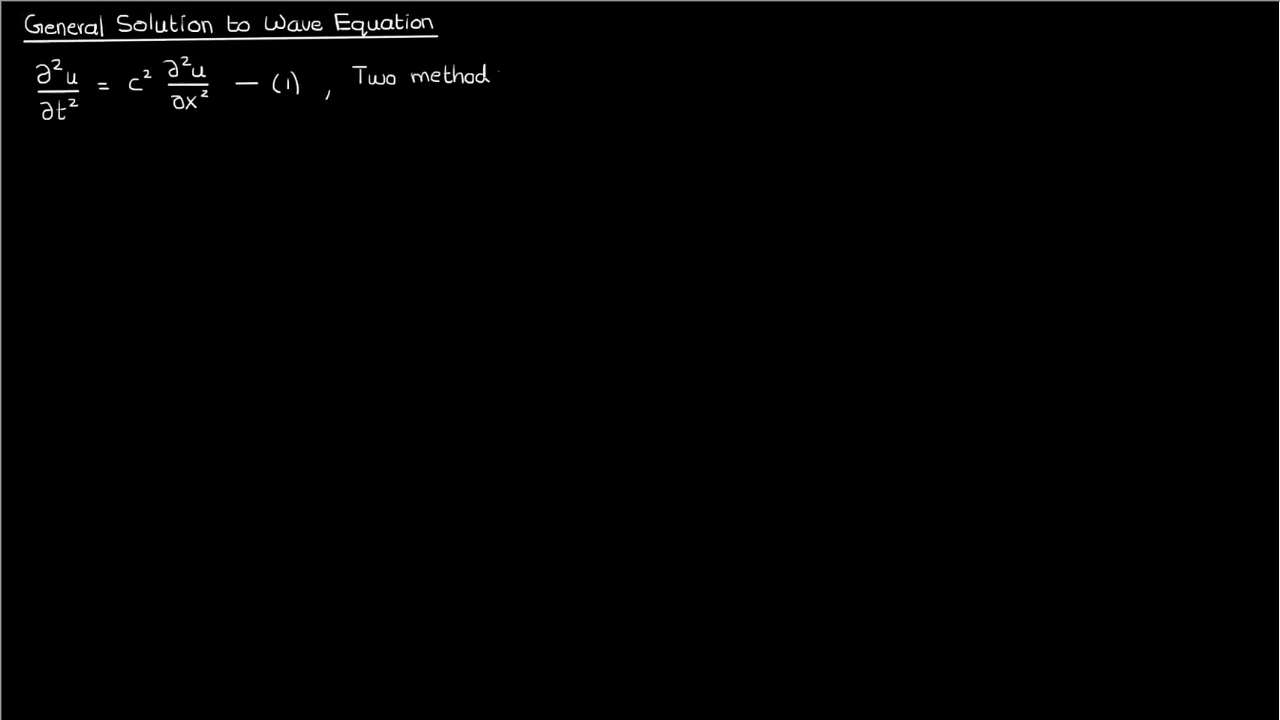 General Solution to Wave Equation
∂²u/∂t² = c² ∂²u/∂x² — (1) , Two method